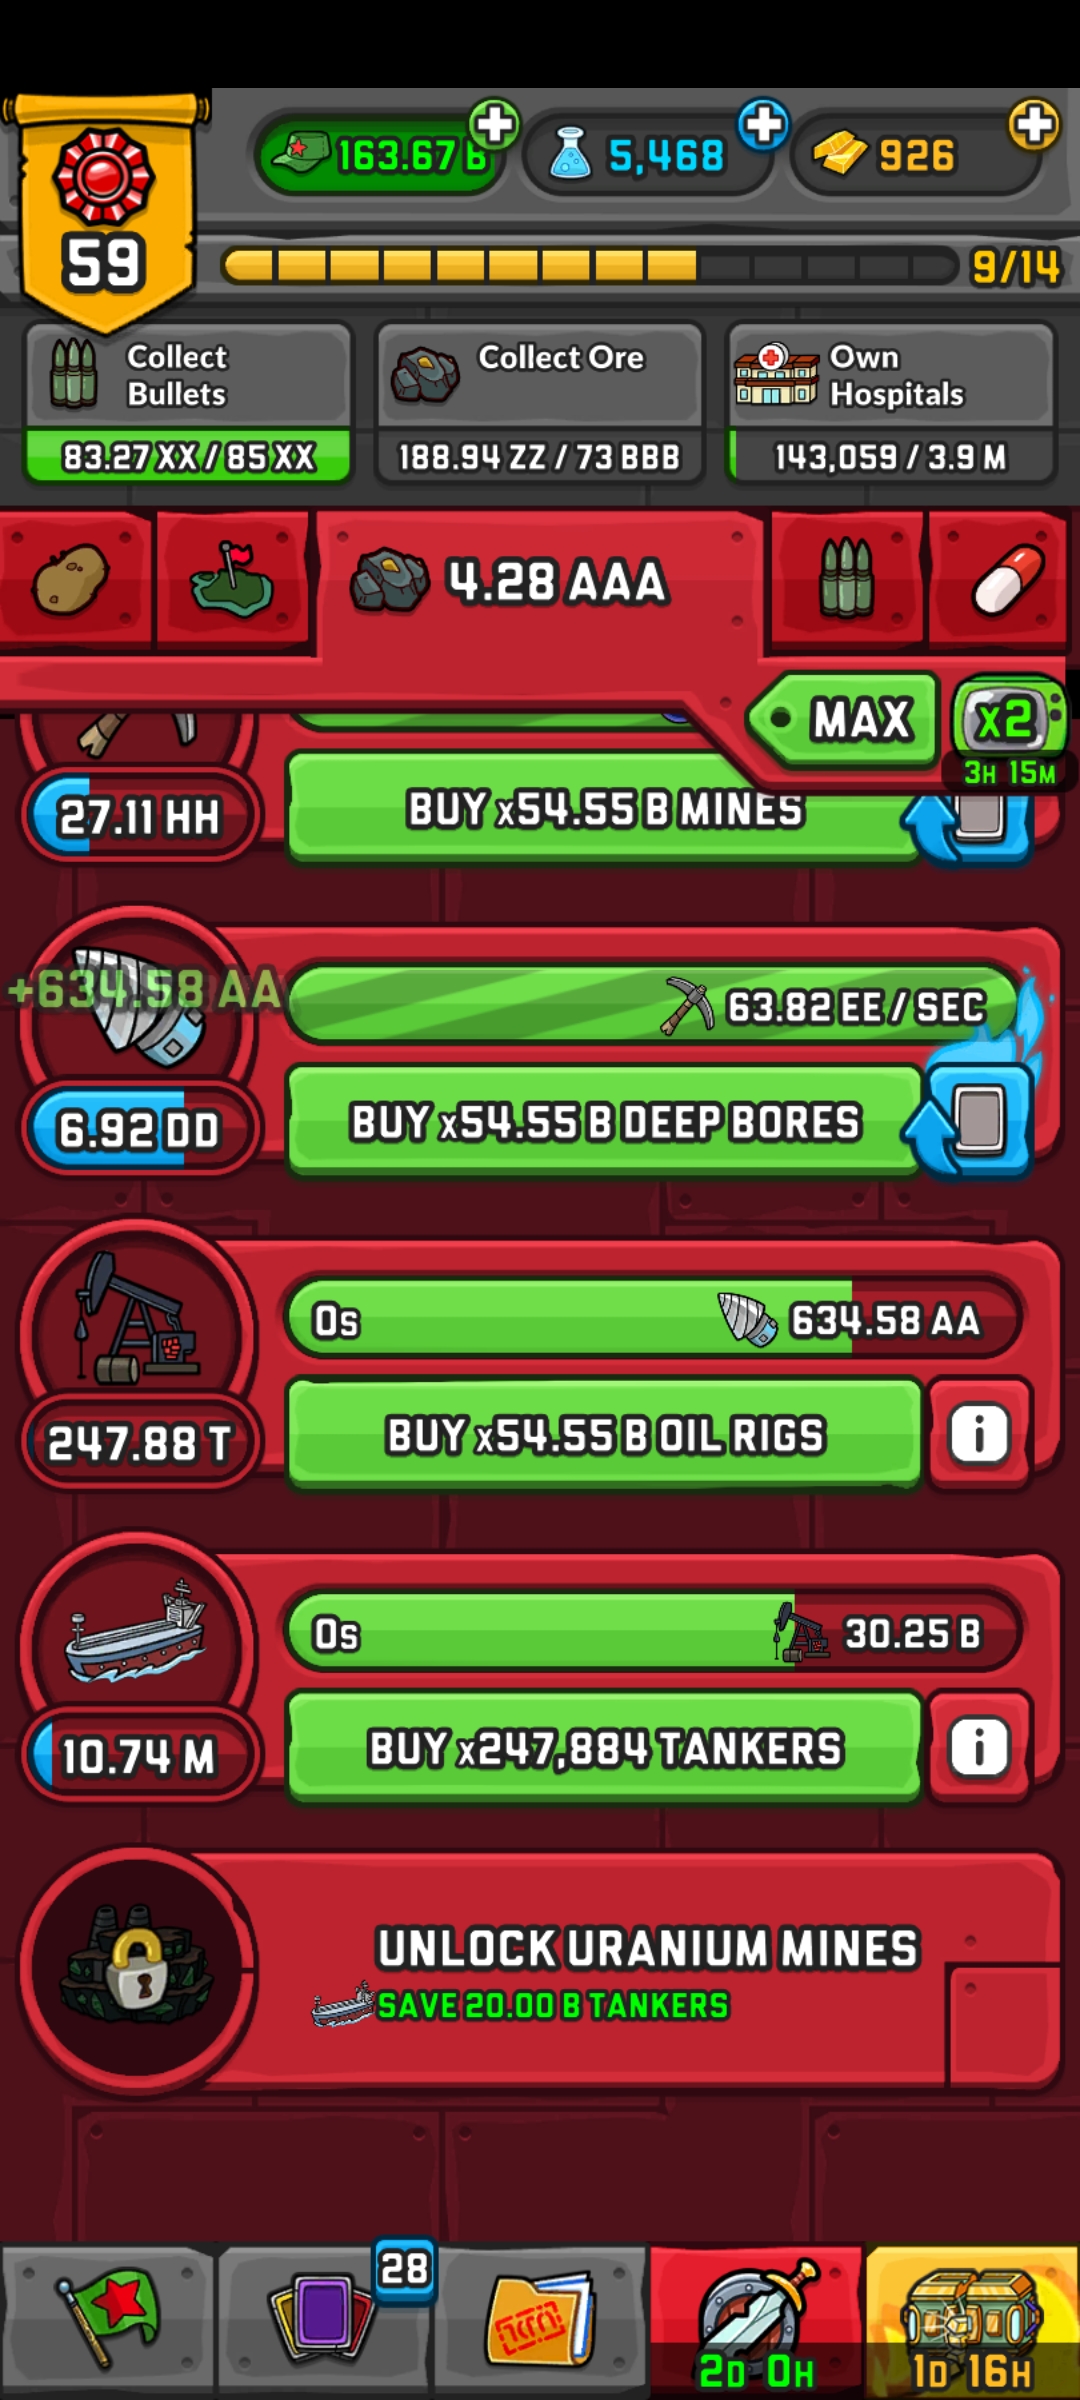 163.67 B
5,468
926
59
9/14
Collect
Bullets
83.27 XX / 85 XX
Collect Ore
188.94 ZZ / 73 BBB
Own
Hospitals
143,059 / 3.9 M
4.28 AAA
MAX
x2
3H 15M
27.11 HH
BUY x54.55 B MINES
+634.58 AA
63.82 EE / SEC
6.92 DD
BUY x54.55 B DEEP BORES
0s
634.58 AA
247.88 T
BUY x54.55 B OIL RIGS
i
0s
30.25 B
10.74 M
BUY x247,884 TANKERS
i
UNLOCK URANIUM MINES
SAVE 20.00 B TANKERS
28
2D 0H
1D 16H